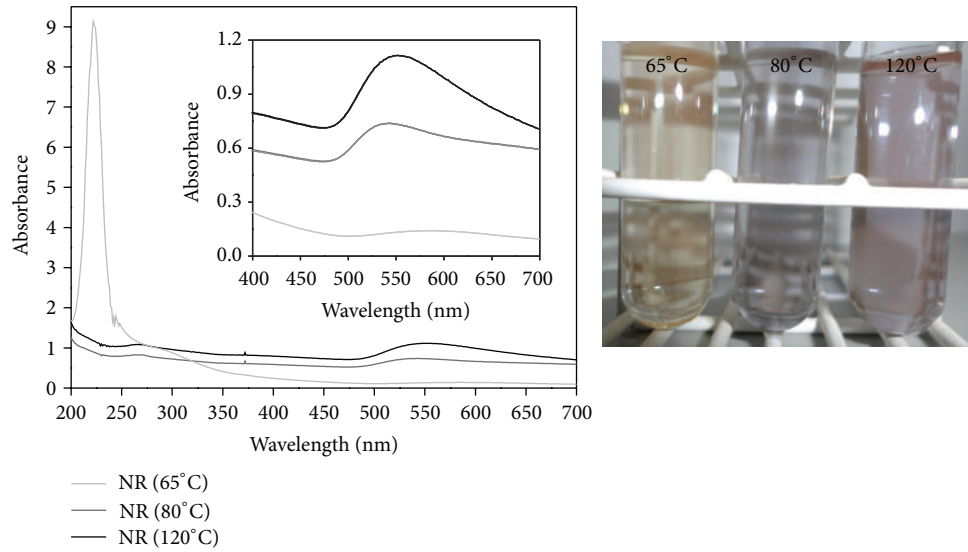 9
8
7
6
5
4
3
2
1
0
Absorbance
200 250 300 350 400 450 500 550 600 650 700
Wavelength (nm)
1.2
0.9
0.6
0.3
0.0
Absorbance
400 450 500 550 600 650 700
Wavelength (nm)
NR (65°C)
NR (80°C)
NR (120°C)
65°C 80°C 120°C